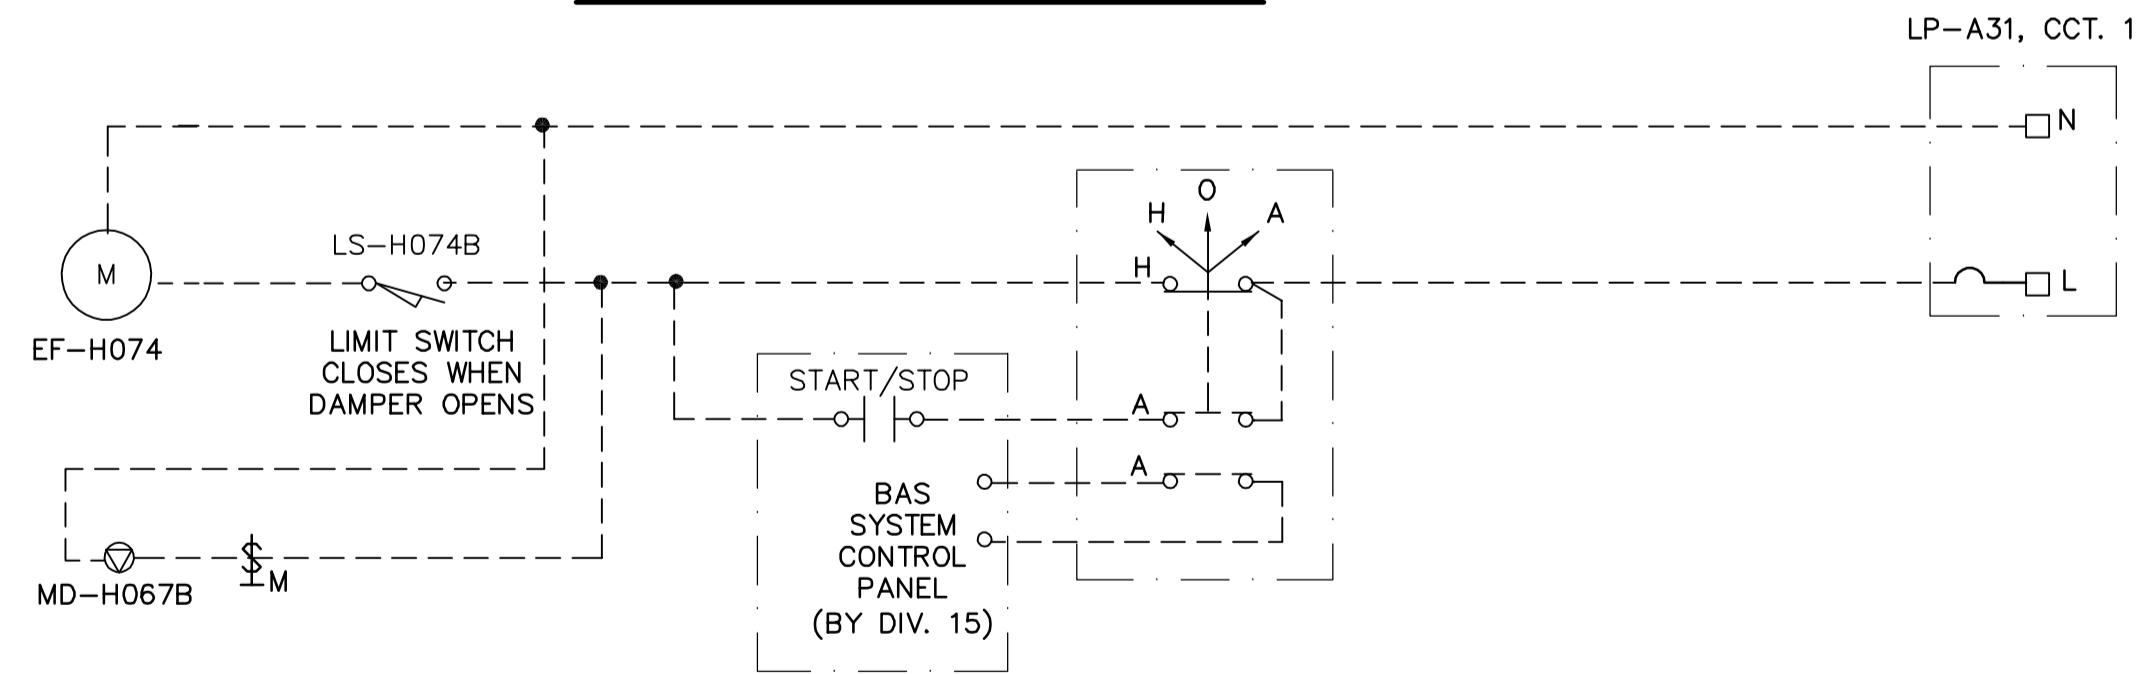 LP-A31, CCT. 1
N
O
H
A
LS-H074B
H
M
L
EF-H074
LIMIT SWITCH
CLOSES WHEN
DAMPER OPENS
START/STOP
A
A
BAS
SYSTEM
CONTROL
PANEL
(BY DIV. 15)
$M
MD-H067B